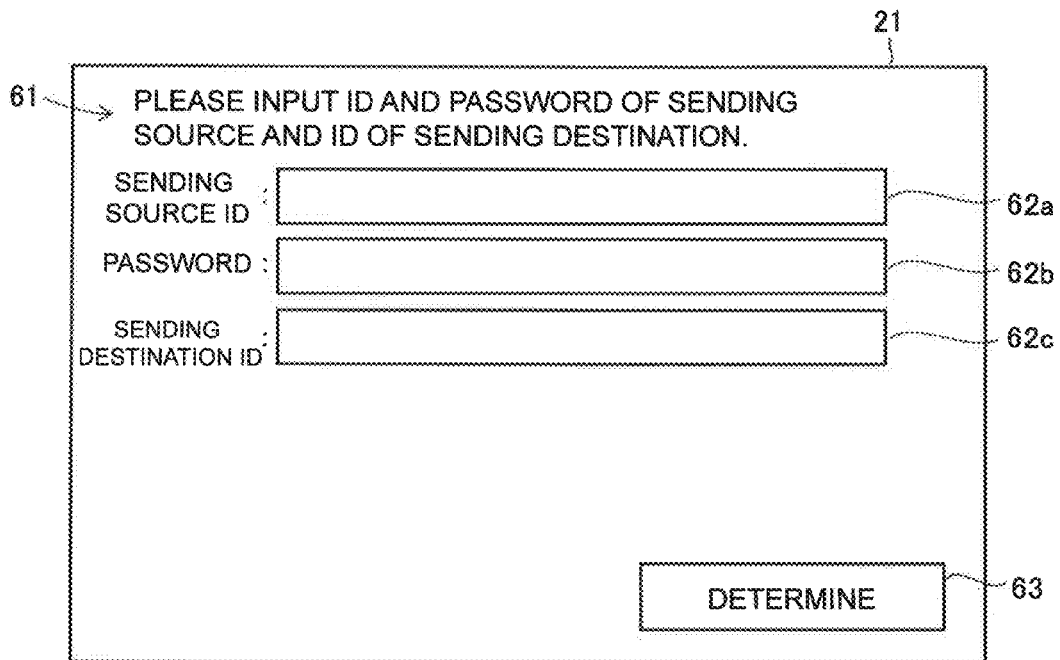 21
61
PLEASE INPUT ID AND PASSWORD OF SENDING
SOURCE AND ID OF SENDING DESTINATION.
SENDING
SOURCE ID :
62a
PASSWORD :
62b
SENDING
DESTINATION ID :
62c
DETERMINE
63